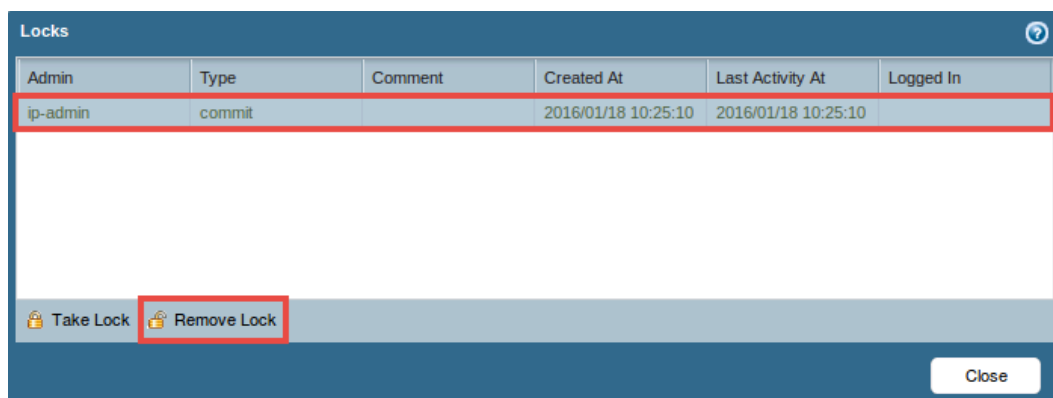 Locks
Admin Type Comment Created At Last Activity At Logged In
ip-admin commit 2016/01/18 10:25:10 2016/01/18 10:25:10
Take Lock Remove Lock
Close